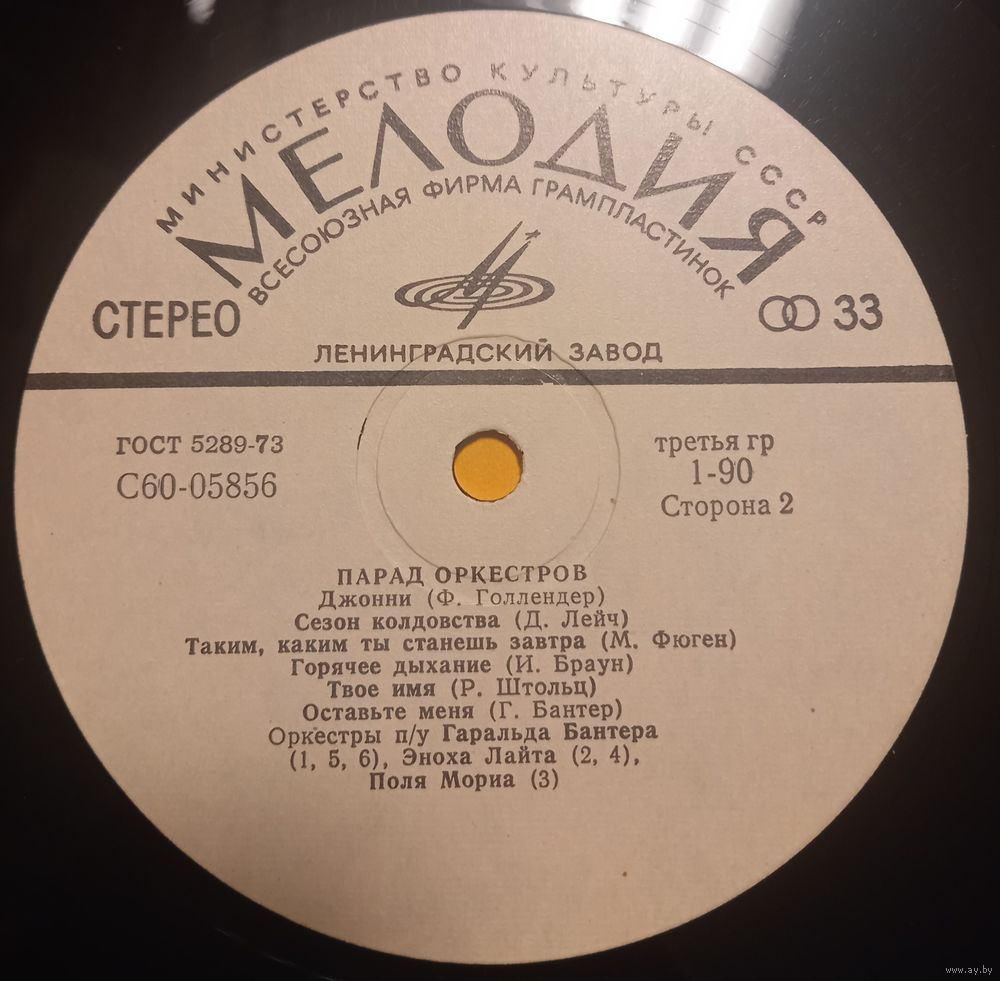 МИНИСТЕРСТВО КУЛЬТУРЫ СССР
МЕЛОДИЯ
ВСЕСОЮЗНАЯ ФИРМА ГРАМПЛАСТИНОК
СТЕРЕО
33
ЛЕНИНГРАДСКИЙ ЗАВОД
ГОСТ 5289-73
С60-05856
третья гр
1-90
Сторона 2
ПАРАД ОРКЕСТРОВ
Джонни (Ф. Голлендер)
Сезон колдовства (Д. Лейч)
Таким, каким ты станешь завтра (М. Фюген)
Горячее дыхание (И. Браун)
Твое имя (Р. Штольц)
Оставьте меня (Г. Бантер)
Оркестры п/у Гаральда Бантера
(1, 5, 6), Эноха Лайта (2, 4),
Поля Мориа (3)
www.ay.by